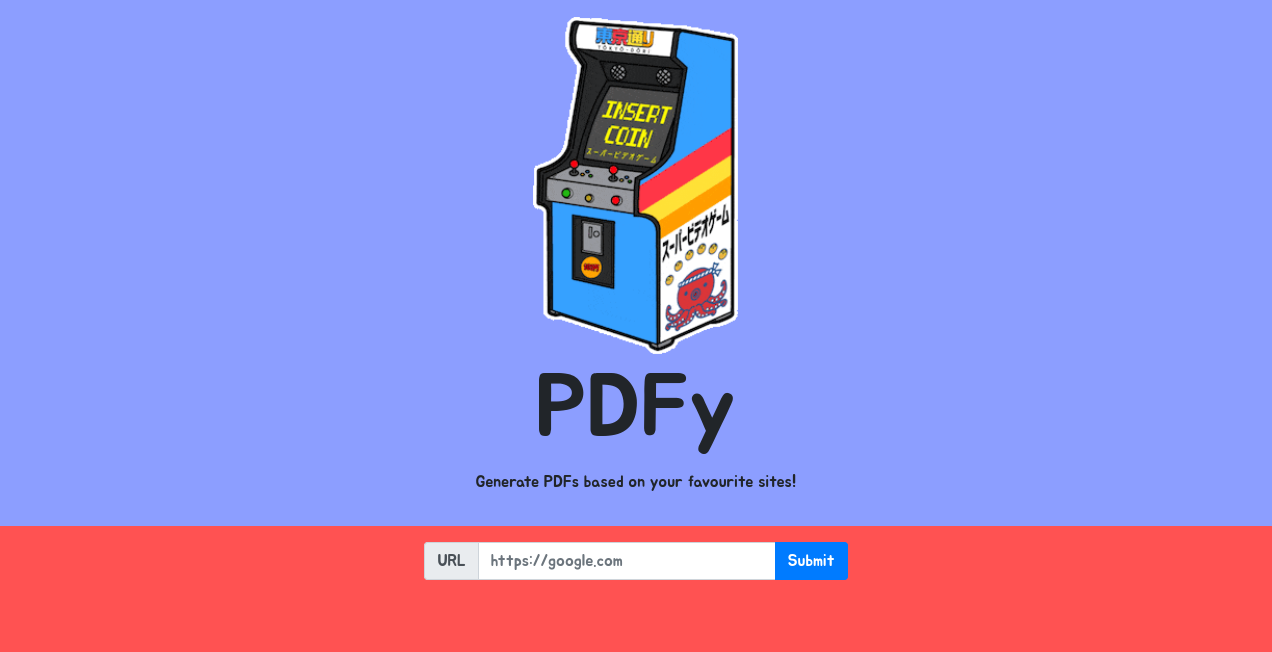 東京通り
TOKYO-DORI
INSERT
COIN
スーパービデオゲーム
スーパービデオゲーム
PDFy
Generate PDFs based on your favourite sites!
URL https://google.com Submit